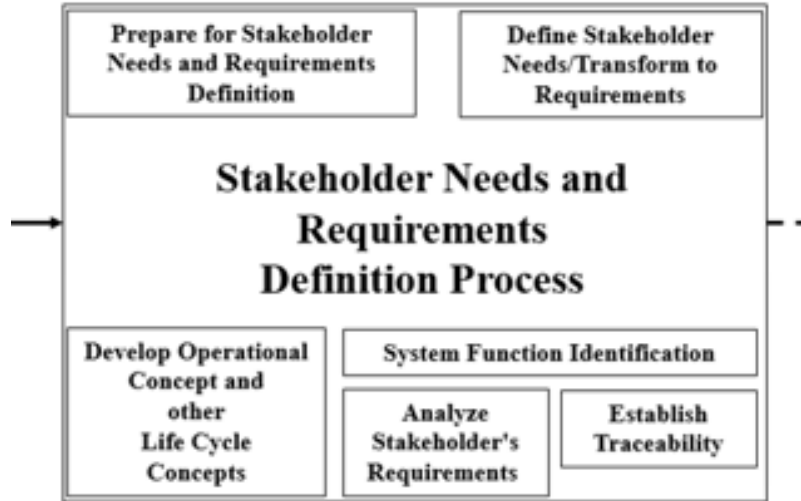 Prepare for Stakeholder
Needs and Requirements
Definition
Define Stakeholder
Needs/Transform to
Requirements
Stakeholder Needs and
Requirements
Definition Process
Develop Operational
Concept and
other
Life Cycle
Concepts
System Function Identification
Analyze
Stakeholder's
Requirements
Establish
Traceability